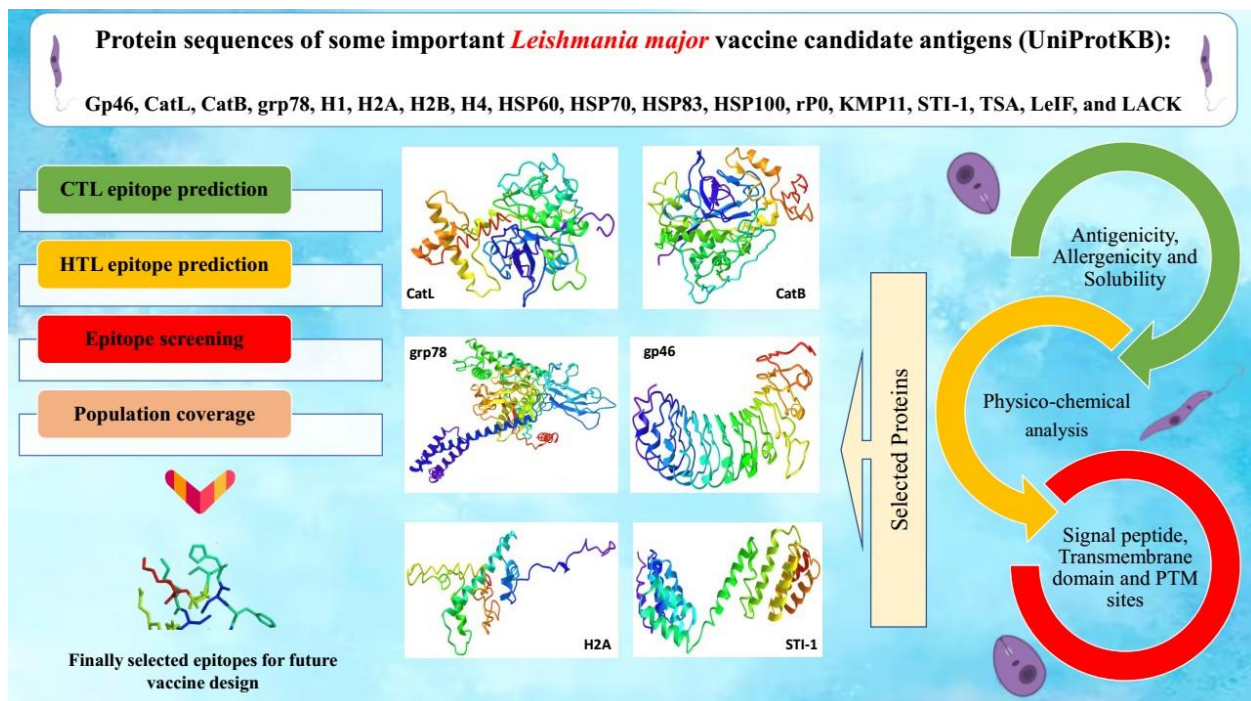 Protein sequences of some important Leishmania major vaccine candidate antigens (UniProtKB):
Gp46, CatL, CatB, grp78, H1, H2A, H2B, H4, HSP60, HSP70, HSP83, HSP100, rP0, KMP11, STI-1, TSA, LeIF, and LACK
CTL epitope prediction
HTL epitope prediction
Epitope screening
Population coverage
Finally selected epitopes for future
vaccine design
CatL
CatB
grp78
gp46
H2A
STI-1
Selected Proteins
Antigenicity,
Allergenicity and
Solubility
Physico-chemical
analysis
Signal peptide,
Transmembrane
domain and PTM
sites